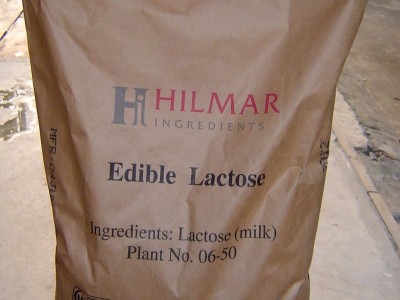 HILMAR
INGREDIENTS
Edible Lactose
Ingredients: Lactose (milk)
Plant No. 06-50